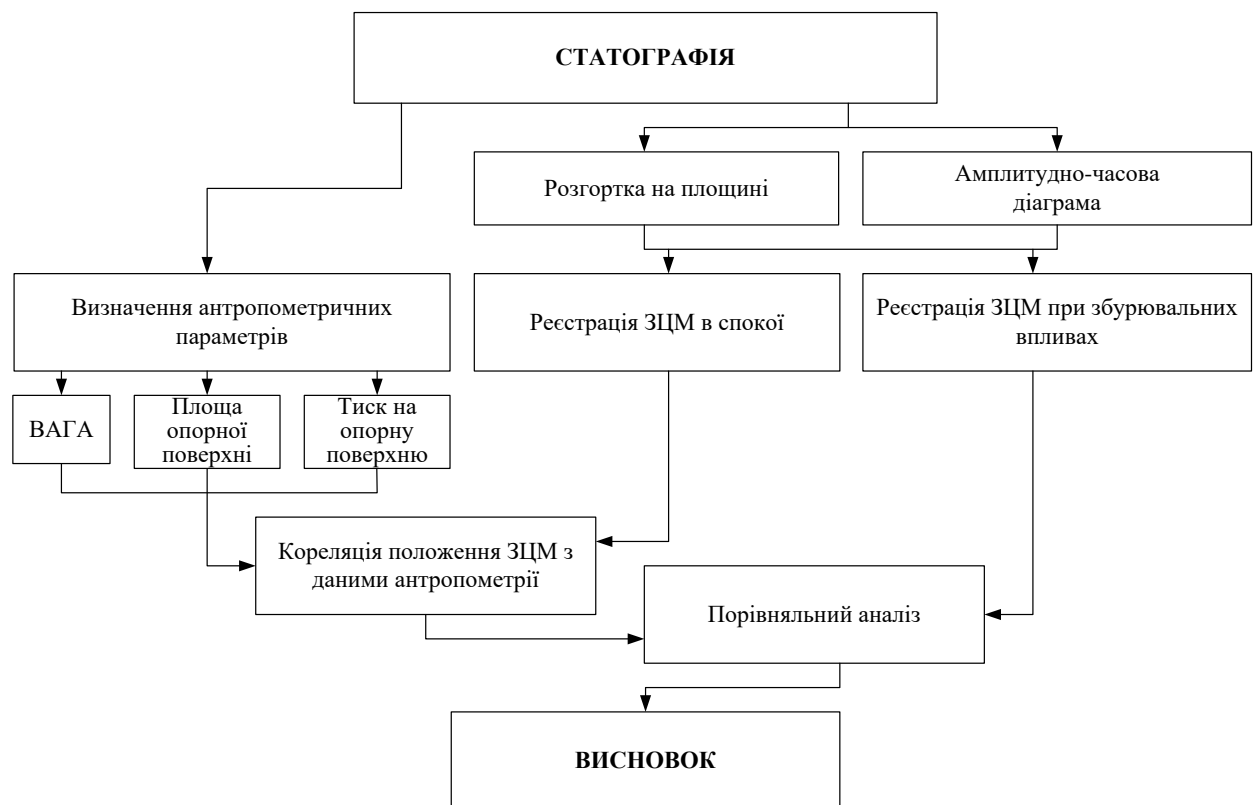 СТАТОГРАФІЯ
Розгортка на площині
Амплитудно-часова
діаграма
Визначення антропометричних
параметрів
Реєстрація ЗЦМ в спокої
Реєстрація ЗЦМ при збурювальних
впливах
ВАГА
Площа
опорної
поверхні
Тиск на
опорну
поверхню
Кореляція положення ЗЦМ з
даними антропометрії
Порівняльний аналіз
ВИСНОВОК